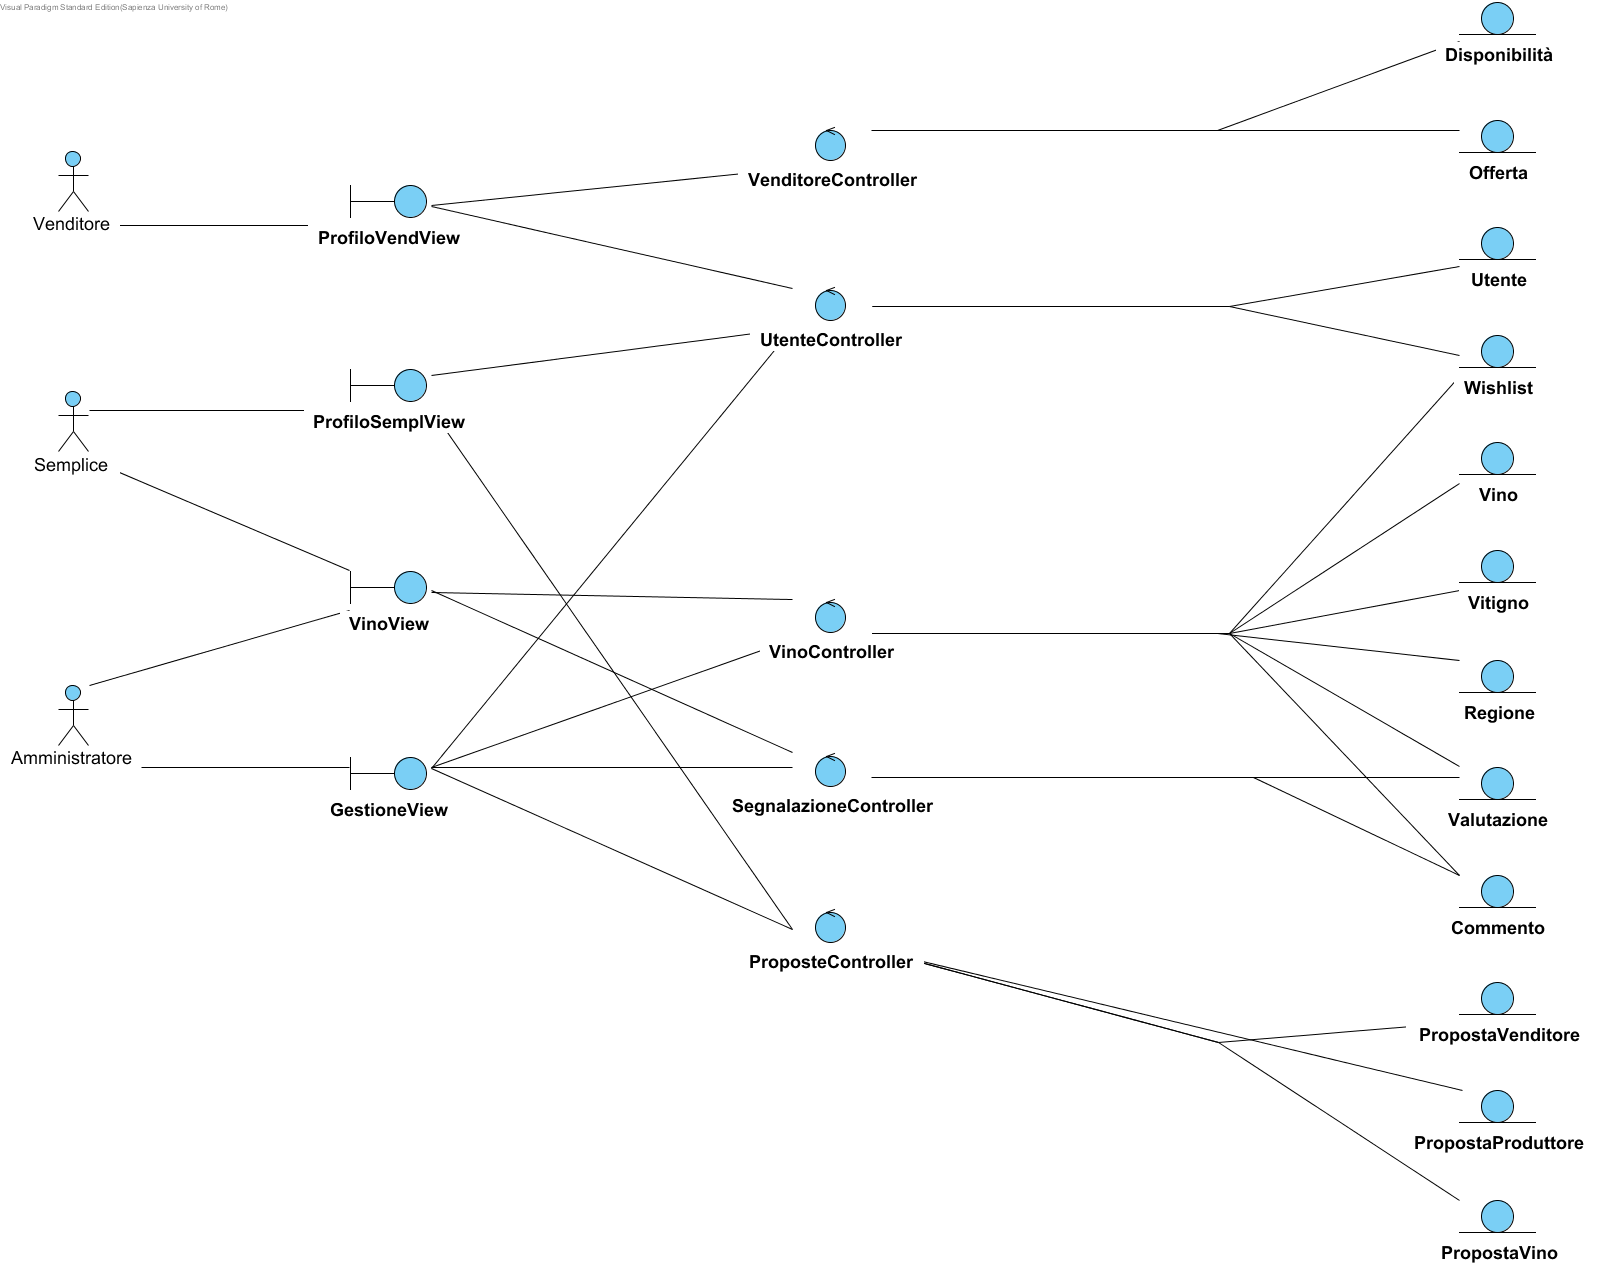 Visual Paradigm Standard Edition(Sapienza University of Rome)
Disponibilità
Offerta
VenditoreController
Venditore
ProfiloVendView
Utente
UtenteController
Wishlist
ProfiloSemplView
Semplice
Vino
Vitigno
VinoView
VinoController
Regione
Amministratore
GestioneView
SegnalazioneController
Valutazione
Commento
ProposteController
PropostaVenditore
PropostaProduttore
PropostaVino